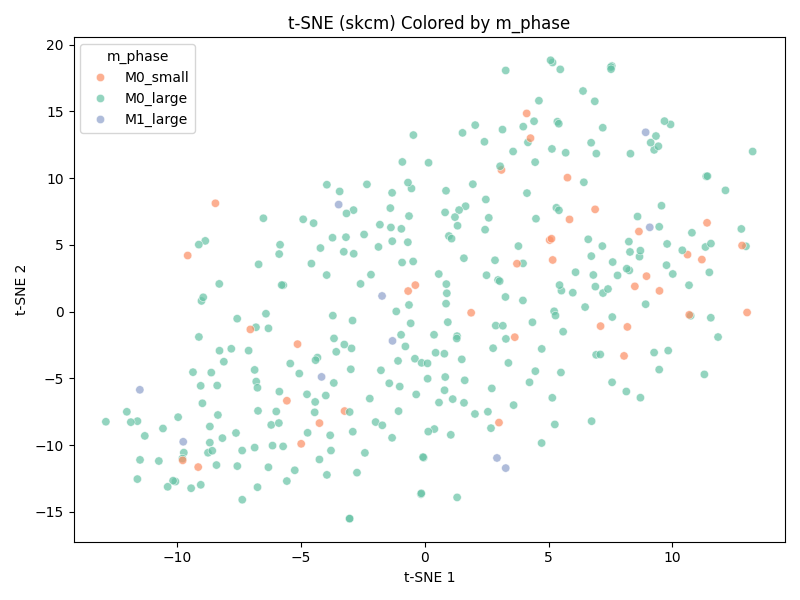 t-SNE (skcm) Colored by m_phase
m_phase
M0_small
M0_large
M1_large
20
15
10
5
0
−5
−10
−15
t-SNE 2
−10
−5
0
5
10
t-SNE 1